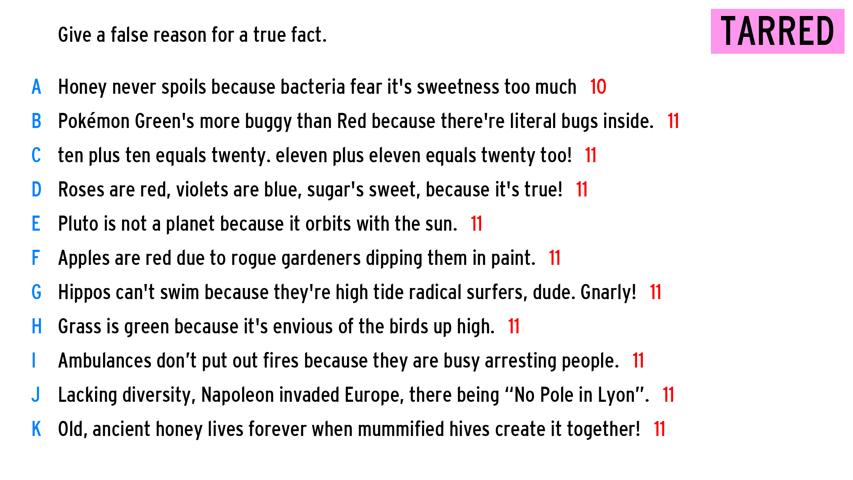 Give a false reason for a true fact.
TARRED
A Honey never spoils because bacteria fear it's sweetness too much 10
B Pokémon Green's more buggy than Red because there're literal bugs inside. 11
C ten plus ten equals twenty. eleven plus eleven equals twenty too! 11
D Roses are red, violets are blue, sugar's sweet, because it's true! 11
E Pluto is not a planet because it orbits with the sun. 11
F Apples are red due to rogue gardeners dipping them in paint. 11
G Hippos can't swim because they're high tide radical surfers, dude. Gnarly! 11
H Grass is green because it's envious of the birds up high. 11
I Ambulances don’t put out fires because they are busy arresting people. 11
J Lacking diversity, Napoleon invaded Europe, there being “No Pole in Lyon”. 11
K Old, ancient honey lives forever when mummified hives create it together! 11